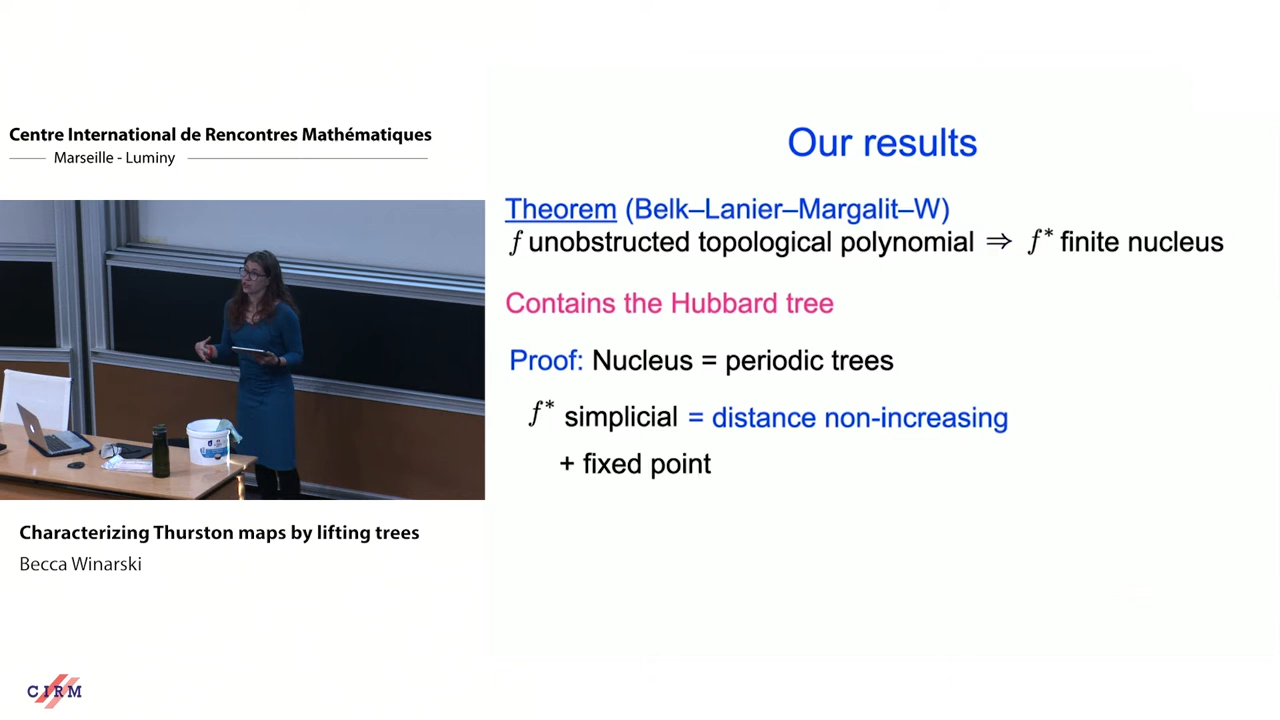 Centre International de Rencontres Mathématiques
Marseille - Luminy
Our results
Theorem (Belk–Lanier–Margalit–W)
f unobstructed topological polynomial ⇒ f* finite nucleus
Contains the Hubbard tree
Proof: Nucleus = periodic trees
f* simplicial = distance non-increasing
+ fixed point
Characterizing Thurston maps by lifting trees
Becca Winarski
CIRM